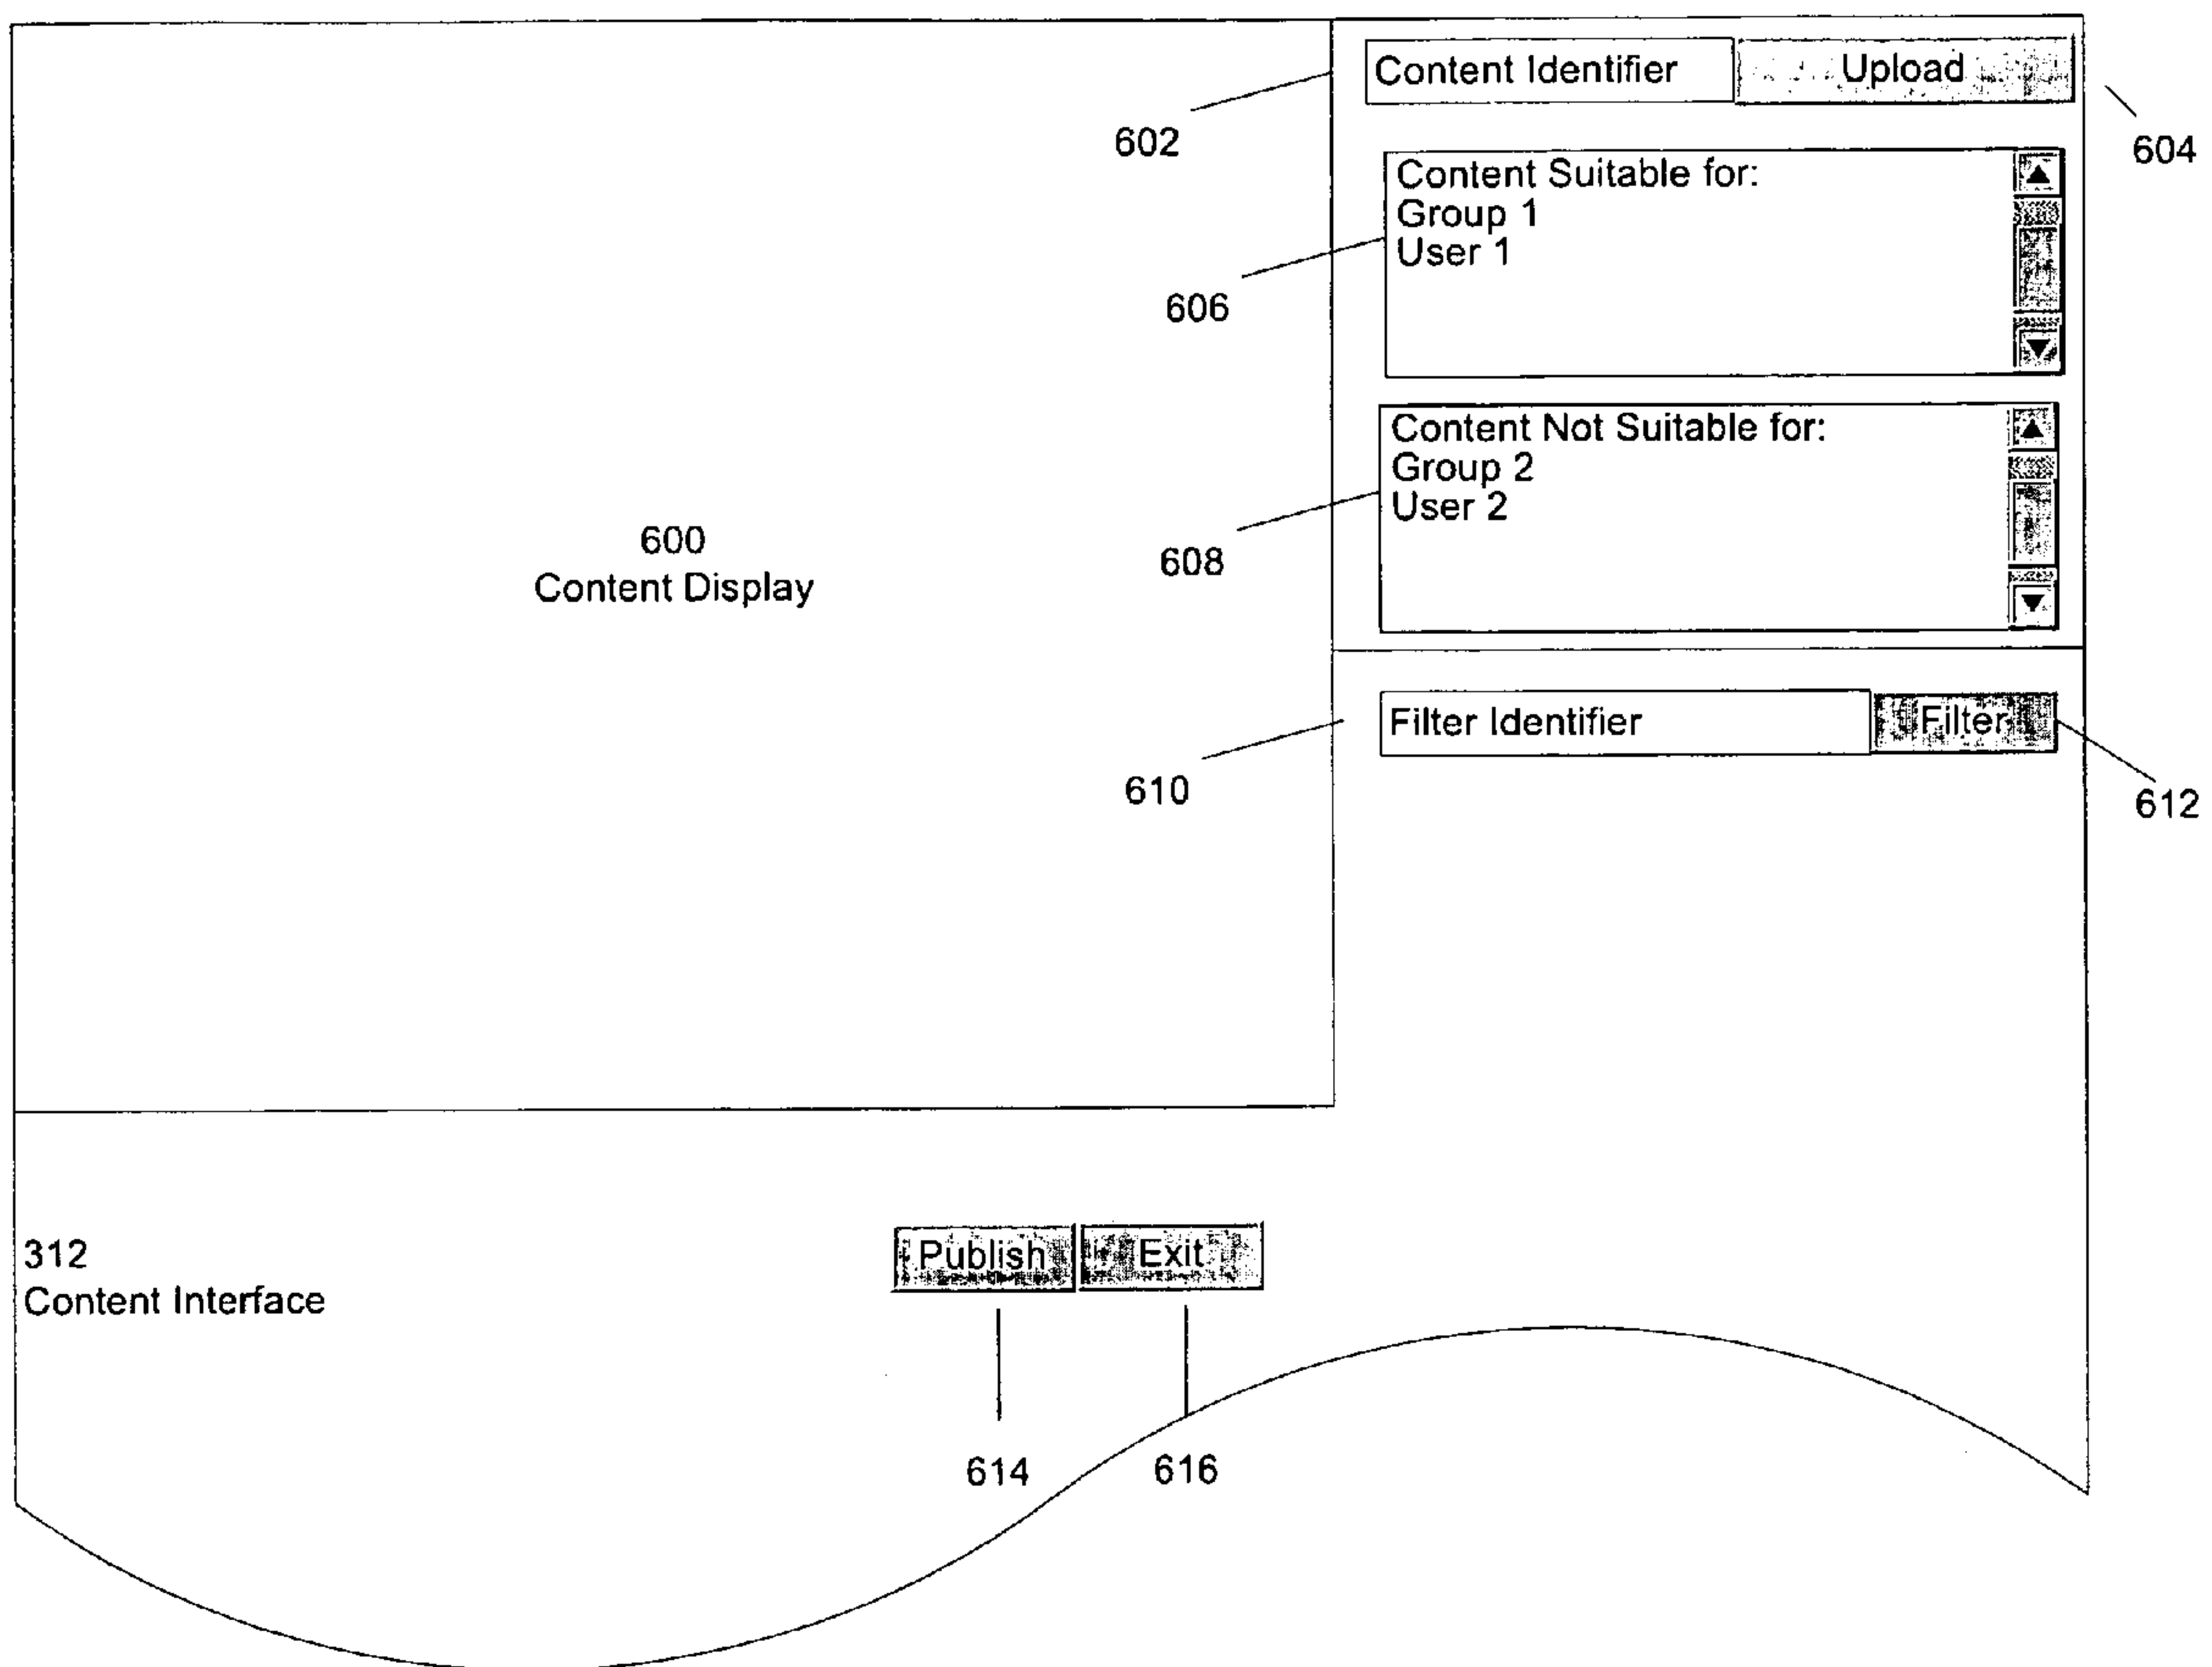 Content Identifier
Upload
602
604
Content Suitable for:
Group 1
User 1
606
Content Not Suitable for:
Group 2
User 2
608
600
Content Display
Filter Identifier
Filter
610
612
312
Content Interface
Publish
Exit
614
616